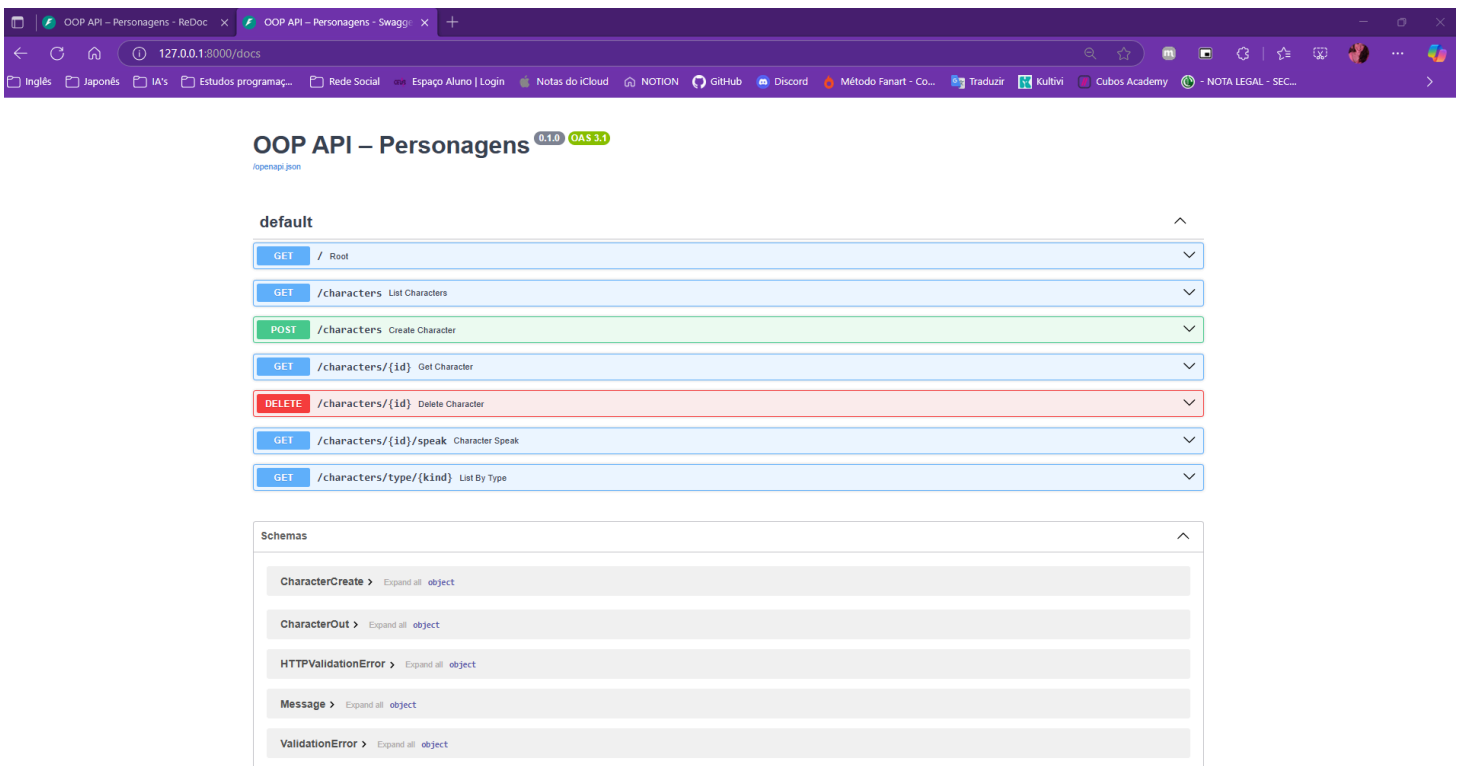 OOP API – Personagens - ReDoc
OOP API – Personagens - Swagge
127.0.0.1:8000/docs
Inglês Japonês IA's Estudos programaç... Rede Social Espaço Aluno | Login Notas do iCloud NOTION GitHub Discord Método Fanart - Co... Traduzir Kultivi Cubos Academy - NOTA LEGAL - SEC...
OOP API – Personagens 0.1.0 OAS 3.1
/openapi.json
default
GET / Root
GET /characters List Characters
POST /characters Create Character
GET /characters/{id} Get Character
DELETE /characters/{id} Delete Character
GET /characters/{id}/speak Character Speak
GET /characters/type/{kind} List By Type
Schemas
CharacterCreate Expand all object
CharacterOut Expand all object
HTTPValidationError Expand all object
Message Expand all object
ValidationError Expand all object